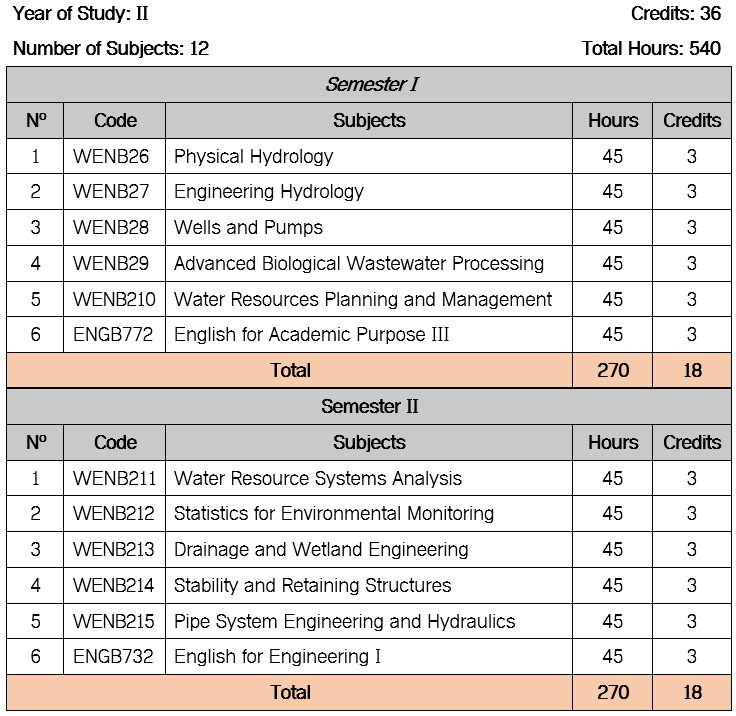 Year of Study: II Credits: 36
Number of Subjects: 12 Total Hours: 540
Semester I
Nº Code Subjects Hours Credits
1 WENB26 Physical Hydrology 45 3
2 WENB27 Engineering Hydrology 45 3
3 WENB28 Wells and Pumps 45 3
4 WENB29 Advanced Biological Wastewater Processing 45 3
5 WENB210 Water Resources Planning and Management 45 3
6 ENGB772 English for Academic Purpose III 45 3
Total 270 18
Semester II
Nº Code Subjects Hours Credits
1 WENB211 Water Resource Systems Analysis 45 3
2 WENB212 Statistics for Environmental Monitoring 45 3
3 WENB213 Drainage and Wetland Engineering 45 3
4 WENB214 Stability and Retaining Structures 45 3
5 WENB215 Pipe System Engineering and Hydraulics 45 3
6 ENGB732 English for Engineering I 45 3
Total 270 18